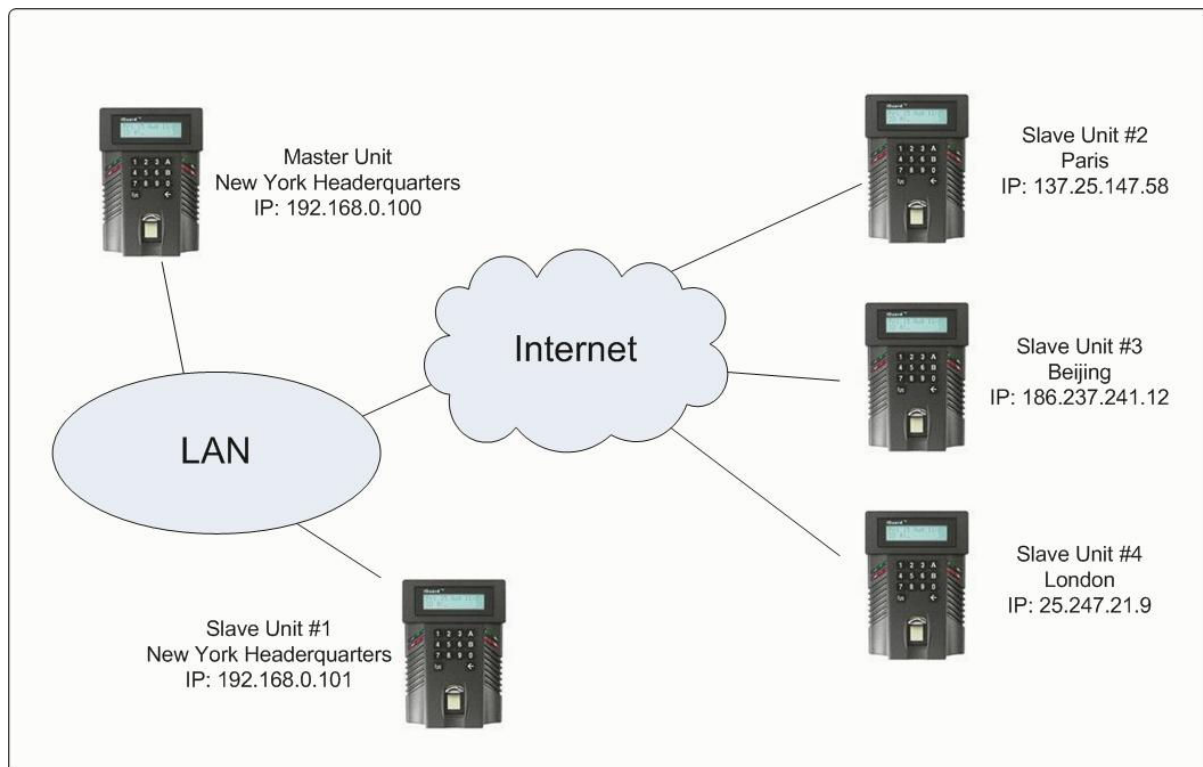 Master Unit
New York Headerquarters
IP: 192.168.0.100
Slave Unit #2
Paris
IP: 137.25.147.58
Internet
Slave Unit #3
Beijing
IP: 186.237.241.12
LAN
Slave Unit #1
New York Headerquarters
IP: 192.168.0.101
Slave Unit #4
London
IP: 25.247.21.9